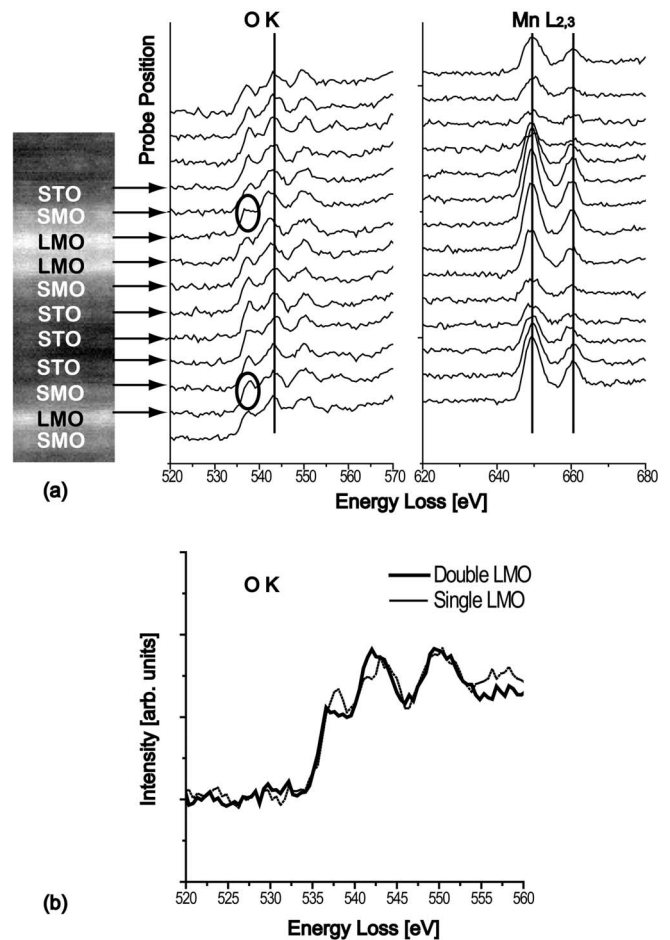 O K
Mn L2,3
Probe Position
STO
SMO
LMO
LMO
SMO
STO
STO
STO
SMO
LMO
SMO
520 530 540 550 560 570
620 640 660 680
(a)
Energy Loss [eV]
O K
Double LMO
Single LMO
Intensity [arb. units]
520 525 530 535 540 545 550 555 560
(b)
Energy Loss [eV]